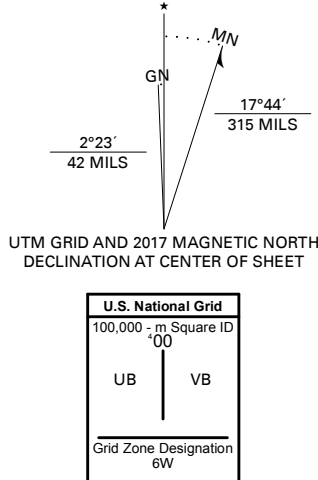 ★
MN
GN
17°44´
315 MILS
2°23´
42 MILS
UTM GRID AND 2017 MAGNETIC NORTH
DECLINATION AT CENTER OF SHEET
U.S. National Grid
100,000 - m Square ID
⁴00
UB VB
Grid Zone Designation
6W